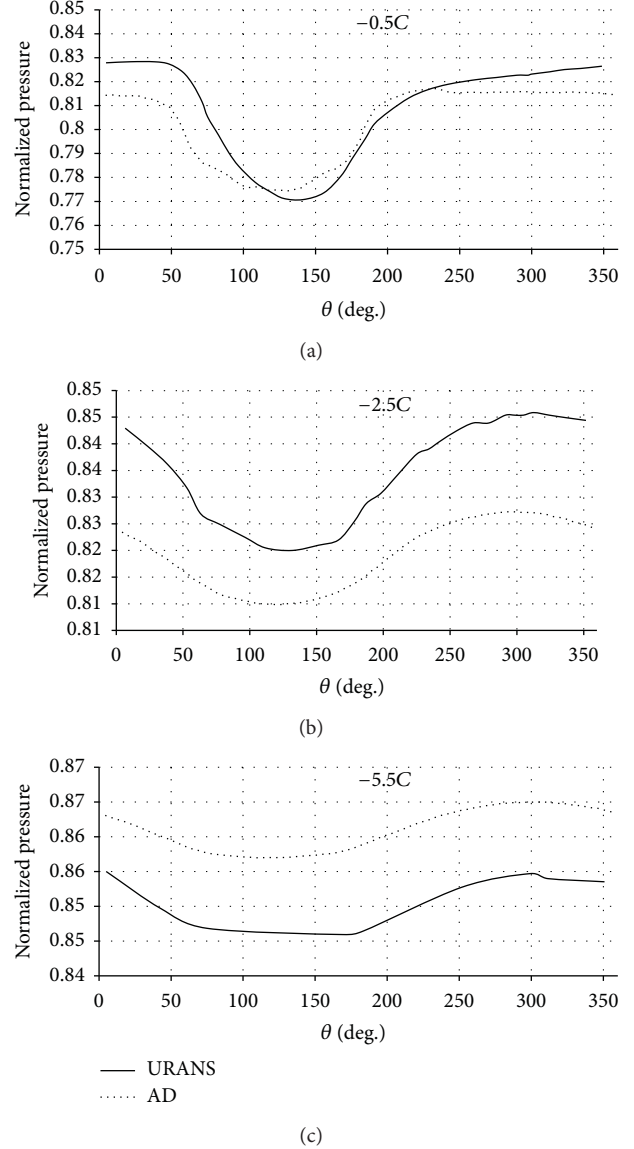 0.85
−0.5C
0.83
0.82
0.81
0.8
0.79
0.78
0.77
0.76
0.75
Normalized pressure
0 50 100 150 200 250 300 350
θ (deg.)
(a)
0.85
−2.5C
0.85
0.84
0.84
0.83
0.83
0.82
0.82
0.81
0.81
Normalized pressure
0 50 100 150 200 250 300 350
θ (deg.)
(b)
0.87
−5.5C
0.87
0.86
0.86
0.85
0.85
0.84
Normalized pressure
0 50 100 150 200 250 300 350
θ (deg.)
URANS
AD
(c)